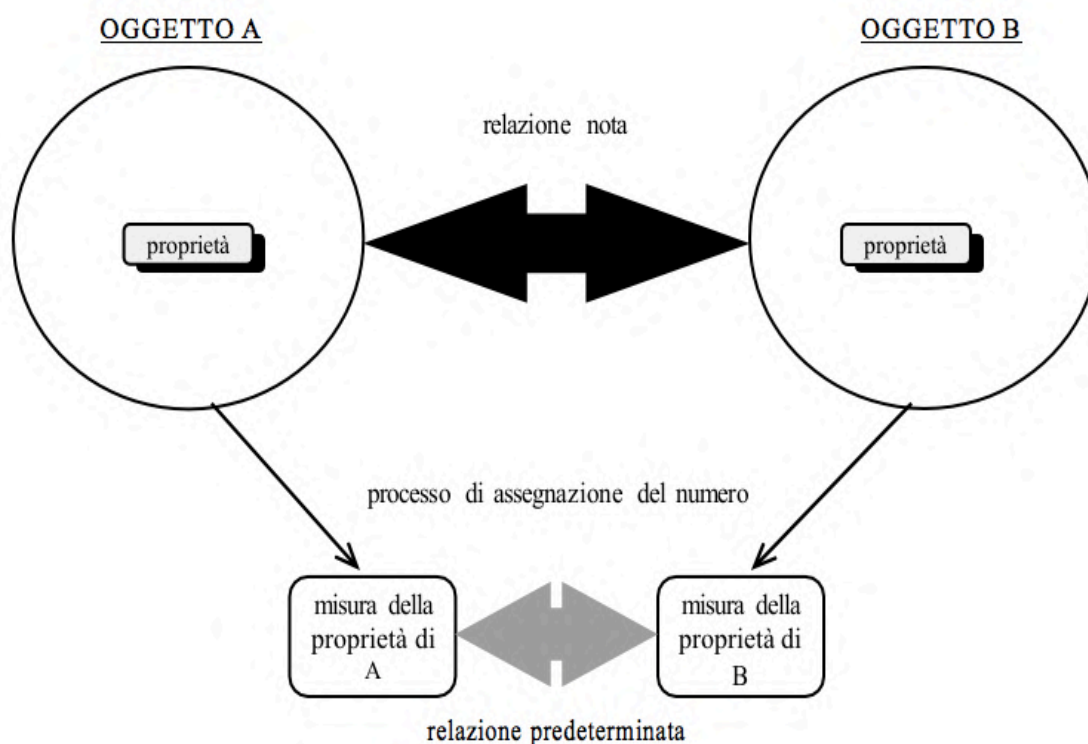 OGGETTO A
OGGETTO B
relazione nota
proprietà
proprietà
processo di assegnazione del numero
misura della
proprietà di
A
misura della
proprietà di
B
relazione predeterminata